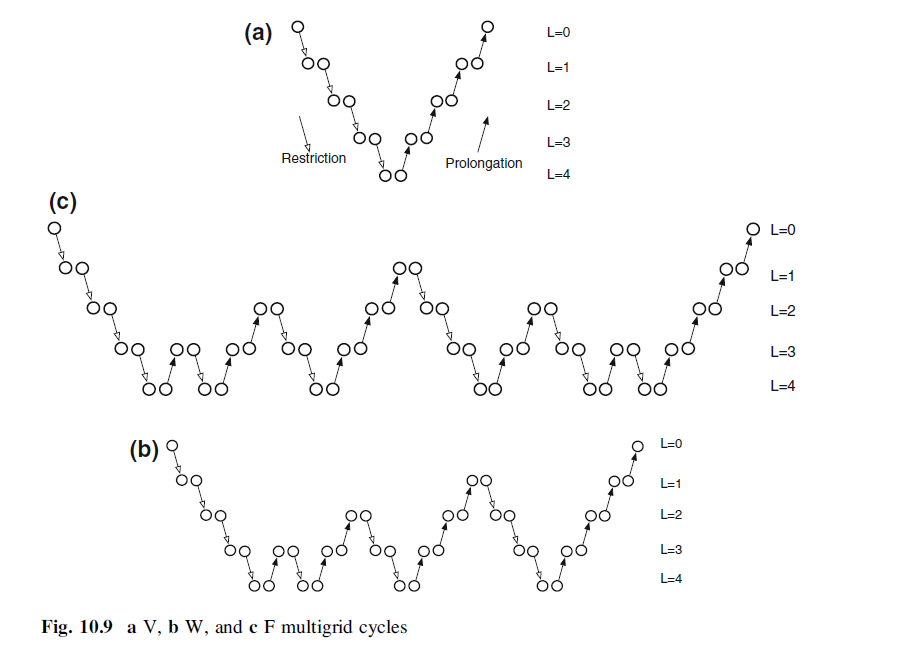 (a)
L=0
L=1
L=2
L=3
Restriction
Prolongation
L=4
(c)
L=0
L=1
L=2
L=3
L=4
(b)
L=0
L=1
L=2
L=3
L=4
Fig. 10.9 a V, b W, and c F multigrid cycles